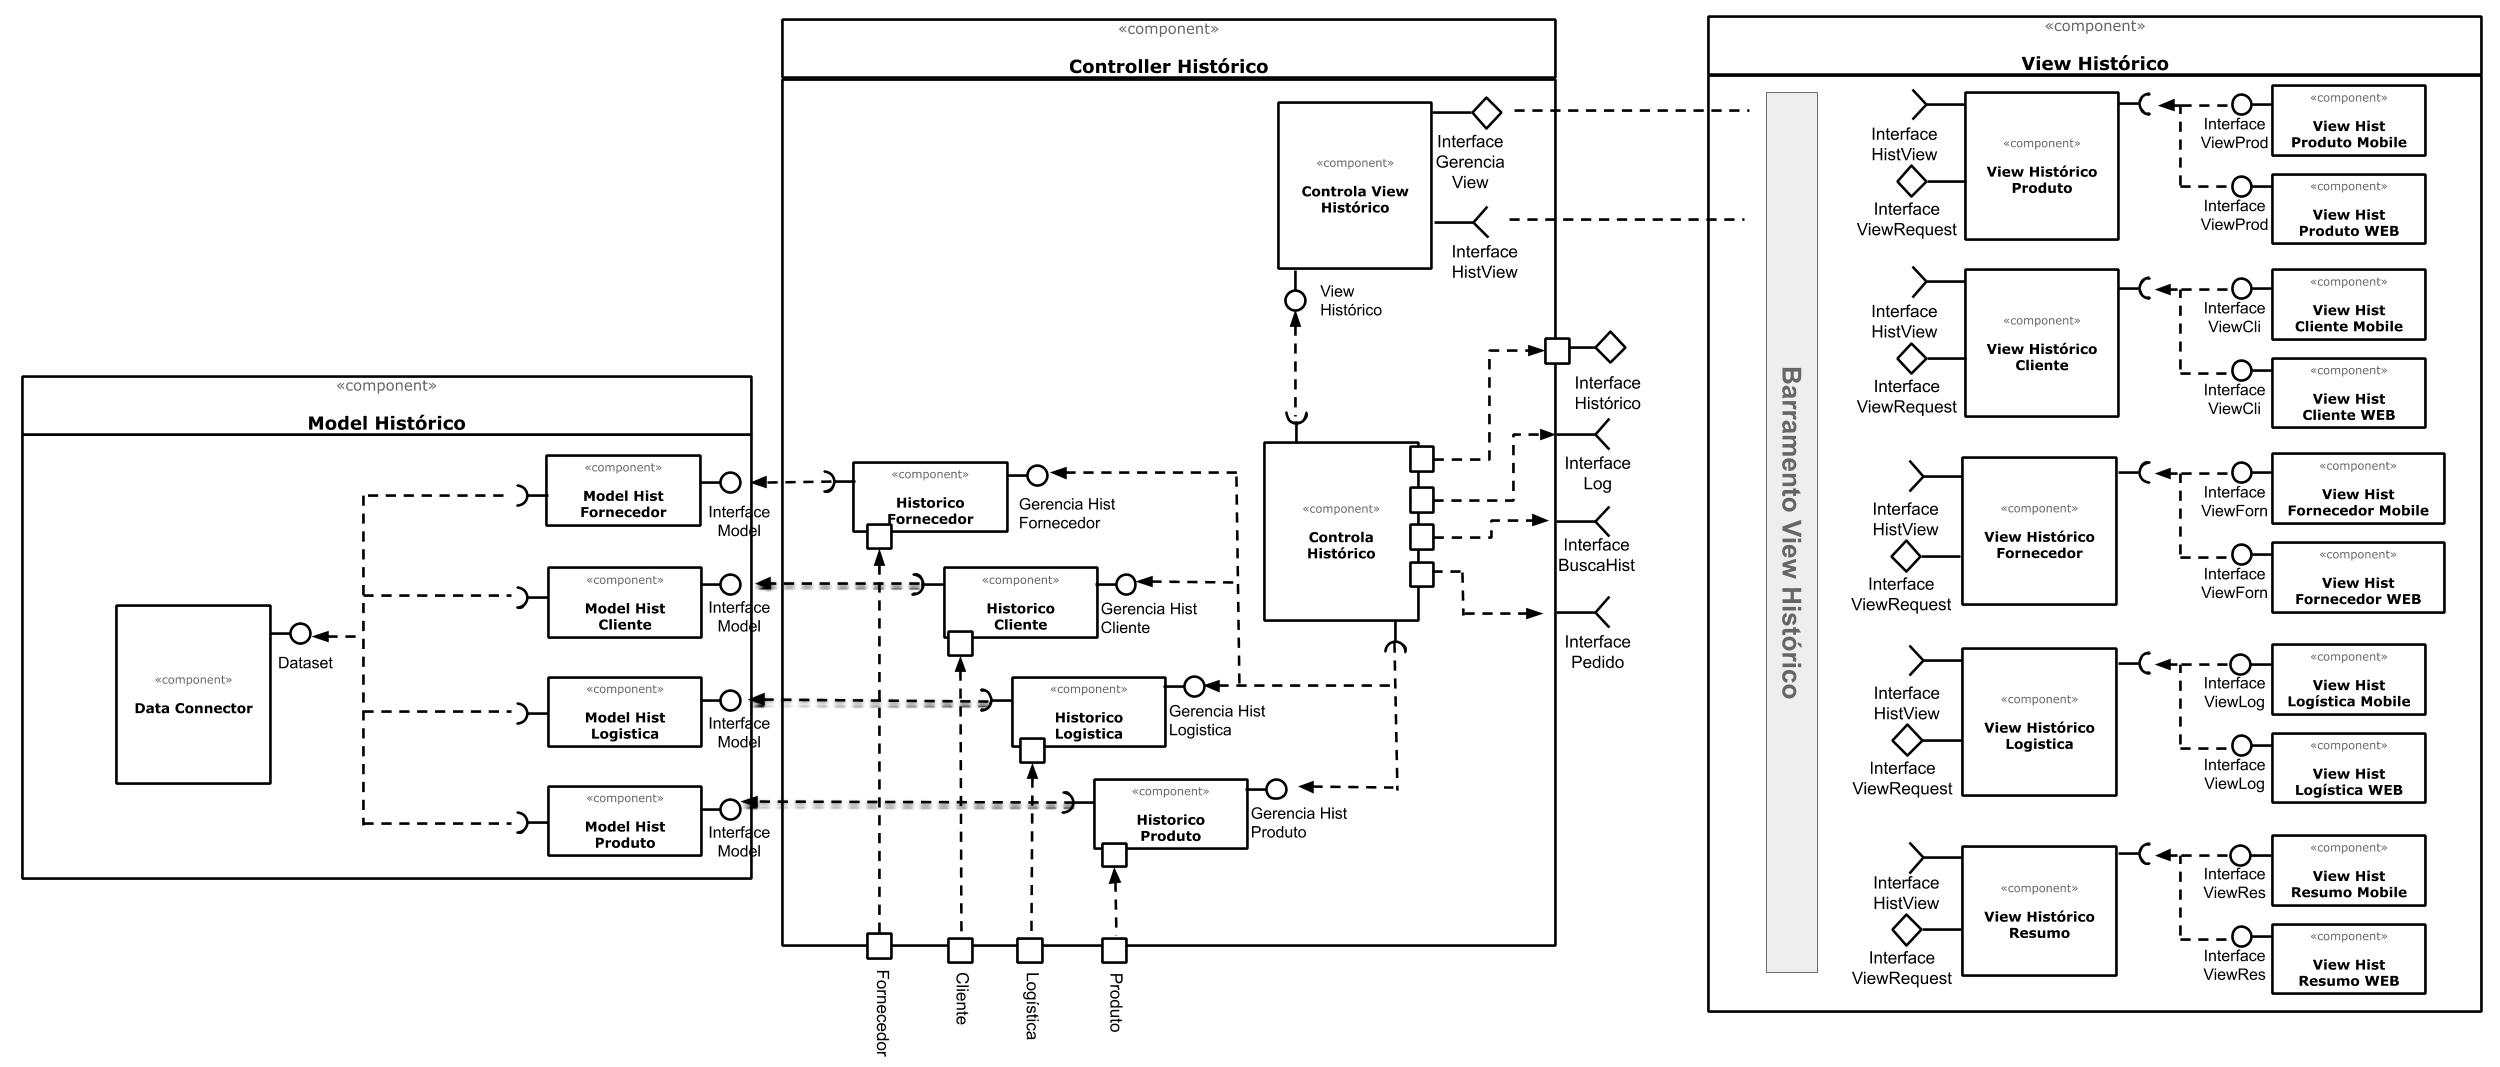 «component»
Model Histórico
«component»
Data Connector
Dataset
«component»
Model Hist
Fornecedor
Interface
Model
«component»
Model Hist
Cliente
Interface
Model
«component»
Model Hist
Logistica
Interface
Model
«component»
Model Hist
Produto
Interface
Model
«component»
Controller Histórico
«component»
Controla View
Histórico
Interface
Gerencia
View
Interface
HistView
View
Histórico
«component»
Controla
Histórico
Interface
Histórico
Interface
Log
Interface
BuscaHist
Interface
Pedido
«component»
Historico
Fornecedor
Gerencia Hist
Fornecedor
«component»
Historico
Cliente
Gerencia Hist
Cliente
«component»
Historico
Logistica
Gerencia Hist
Logistica
«component»
Historico
Produto
Gerencia Hist
Produto
Fornecedor
Cliente
Logística
Produto
«component»
View Histórico
Barramento View Histórico
Interface
HistView
Interface
ViewRequest
«component»
View Histórico
Produto
Interface
ViewProd
«component»
View Hist
Produto Mobile
Interface
ViewProd
«component»
View Hist
Produto WEB
Interface
HistView
Interface
ViewRequest
«component»
View Histórico
Cliente
Interface
ViewCli
«component»
View Hist
Cliente Mobile
Interface
ViewCli
«component»
View Hist
Cliente WEB
Interface
HistView
Interface
ViewRequest
«component»
View Histórico
Fornecedor
Interface
ViewForn
«component»
View Hist
Fornecedor Mobile
Interface
ViewForn
«component»
View Hist
Fornecedor WEB
Interface
HistView
Interface
ViewRequest
«component»
View Histórico
Logistica
Interface
ViewLog
«component»
View Hist
Logística Mobile
Interface
ViewLog
«component»
View Hist
Logística WEB
Interface
HistView
Interface
ViewRequest
«component»
View Histórico
Resumo
Interface
ViewRes
«component»
View Hist
Resumo Mobile
Interface
ViewRes
«component»
View Hist
Resumo WEB